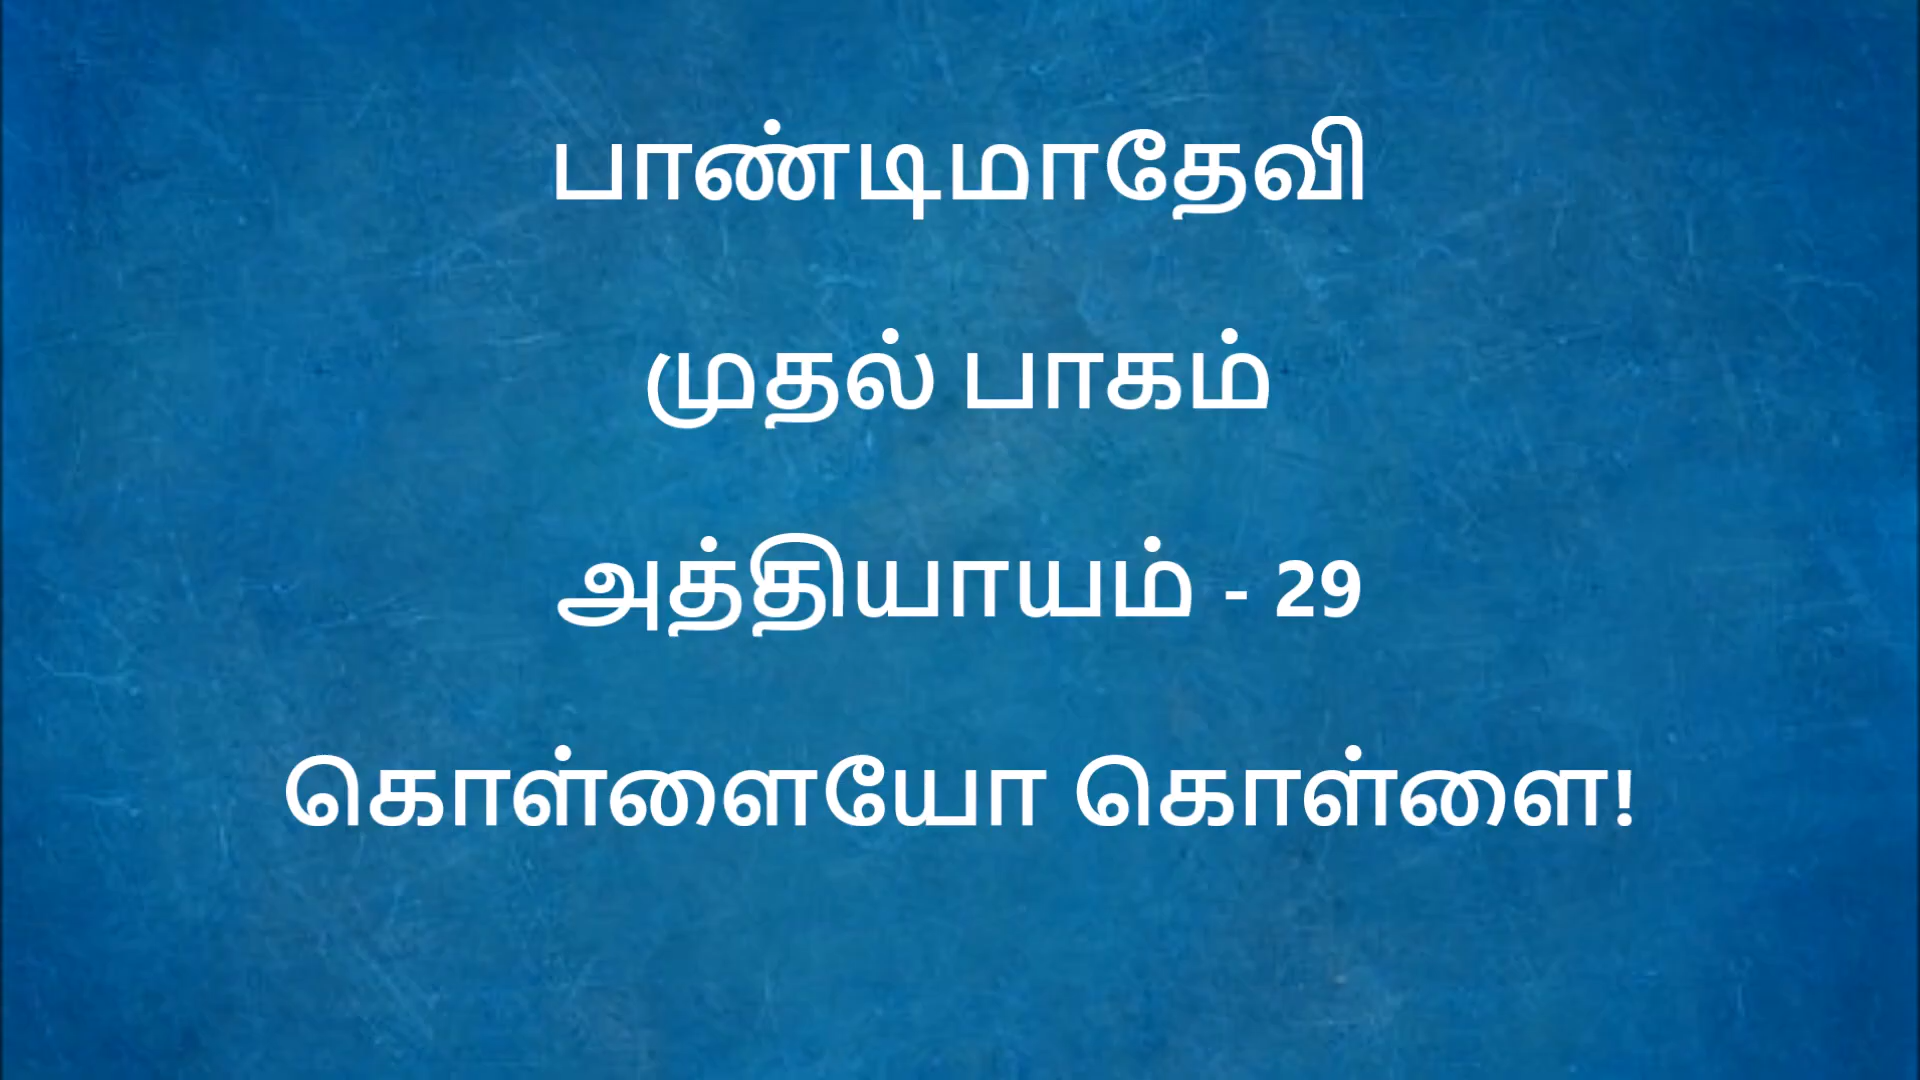 பாண்டிமாதேவி
முதல் பாகம்
அத்தியாயம் - 29
கொள்ளையோ கொள்ளை!